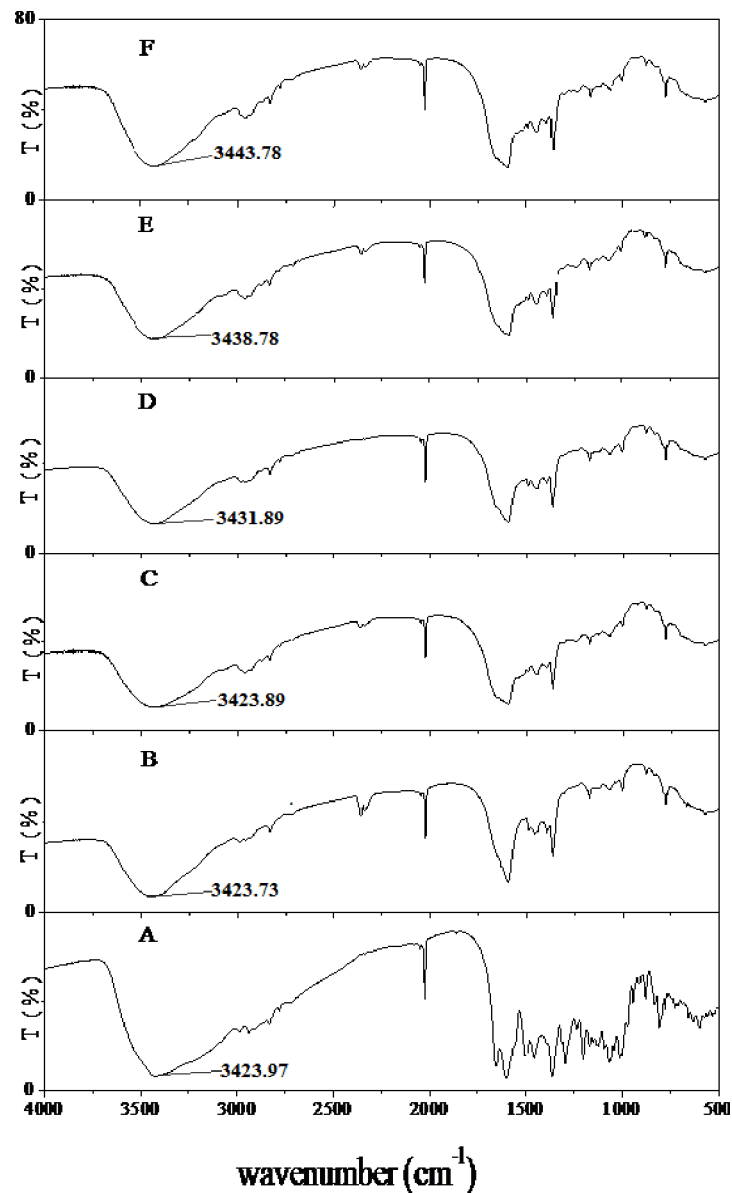 80
F
T (%)
3443.78
0
E
T (%)
3438.78
0
D
T (%)
3431.89
0
C
T (%)
3423.89
0
B
T (%)
3423.73
0
A
T (%)
3423.97
0
4000 3500 3000 2500 2000 1500 1000 500
wavenumber (cm-1)